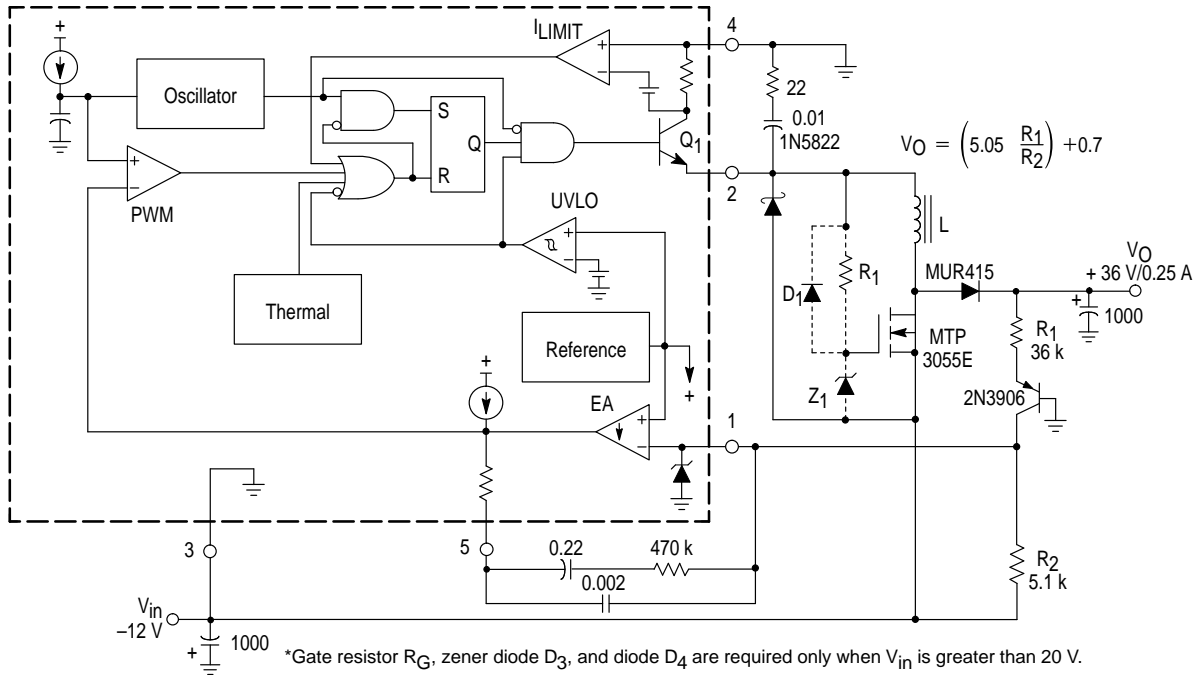 +
ILIMIT
+
–
4
Oscillator
S
Q
R
Q1
22
0.01
1N5822
VO = (5.05 R1/R2) +0.7
+
–
PWM
2
UVLO
+
–
L
Thermal
D1
R1
MUR415
VO
+ 36 V/0.25 A
+
1000
Reference
MTP
3055E
R1
36 k
+
+
Z1
2N3906
EA
+
–
1
3
5
0.22
470 k
0.002
R2
5.1 k
Vin
–12 V
+
1000
*Gate resistor RG, zener diode D3, and diode D4 are required only when Vin is greater than 20 V.